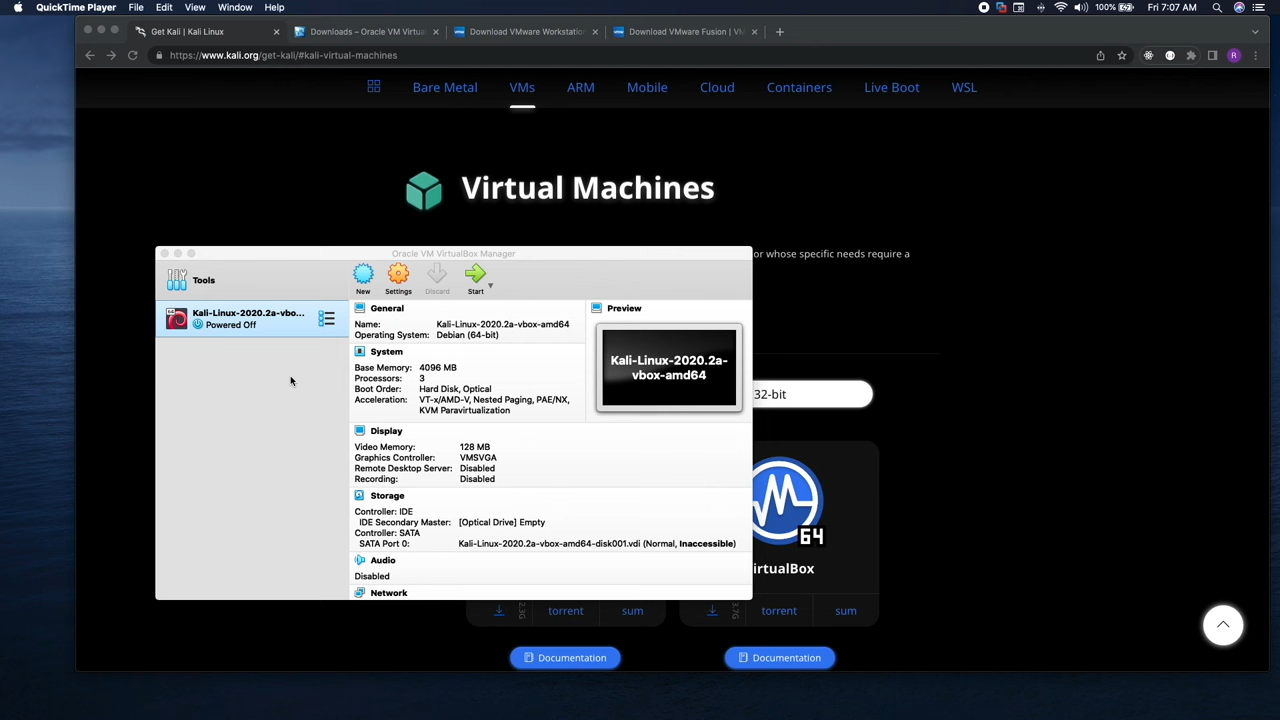 QuickTime Player File Edit View Window Help 100% Fri 7:07 AM
Get Kali | Kali Linux Downloads – Oracle VM Virtua Download VMware Workstatio Download VMware Fusion | VM
https://www.kali.org/get-kali/#kali-virtual-machines R
Bare Metal VMs ARM Mobile Cloud Containers Live Boot WSL
Virtual Machines
or whose specific needs require a
Oracle VM VirtualBox Manager
Tools
New Settings Discard Start
Kali-Linux-2020.2a-vbo...
Powered Off
General
Name: Kali-Linux-2020.2a-vbox-amd64
Operating System: Debian (64-bit)
System
Base Memory: 4096 MB
Processors: 3
Boot Order: Hard Disk, Optical
Acceleration: VT-x/AMD-V, Nested Paging, PAE/NX,
KVM Paravirtualization
Preview
Kali-Linux-2020.2a-
vbox-amd64
Display
Video Memory: 128 MB
Graphics Controller: VMSVGA
Remote Desktop Server: Disabled
Recording: Disabled
Storage
Controller: IDE
IDE Secondary Master: [Optical Drive] Empty
Controller: SATA
SATA Port 0: Kali-Linux-2020.2a-vbox-amd64-disk001.vdi (Normal, Inaccessible)
Audio
Disabled
Network
32-bit
64
irtualBox
torrent sum torrent sum
Documentation Documentation